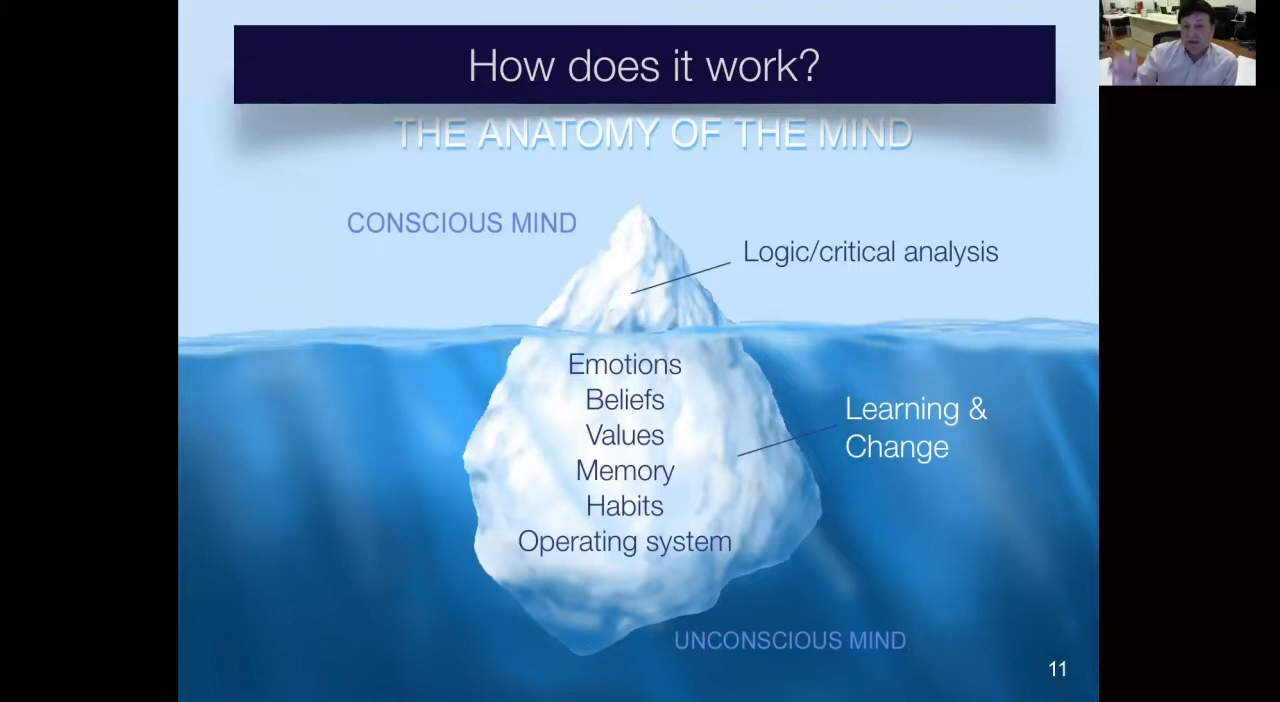 How does it work?
THE ANATOMY OF THE MIND
CONSCIOUS MIND
Logic/critical analysis
Emotions
Beliefs
Values
Memory
Habits
Operating system
Learning &
Change
UNCONSCIOUS MIND
11